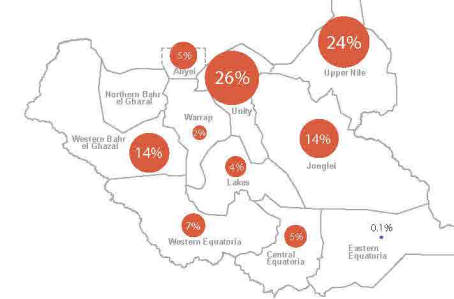 24%
Upper Nile
5%
Abyei
26%
Unity
Northern Bahr
el Ghazal
Warrap
2%
Western Bahr
el Ghazal
14%
14%
Jonglei
4%
Lakes
7%
Western Equatoria
5%
Central
Equatoria
0.1%
Eastern
Equatoria